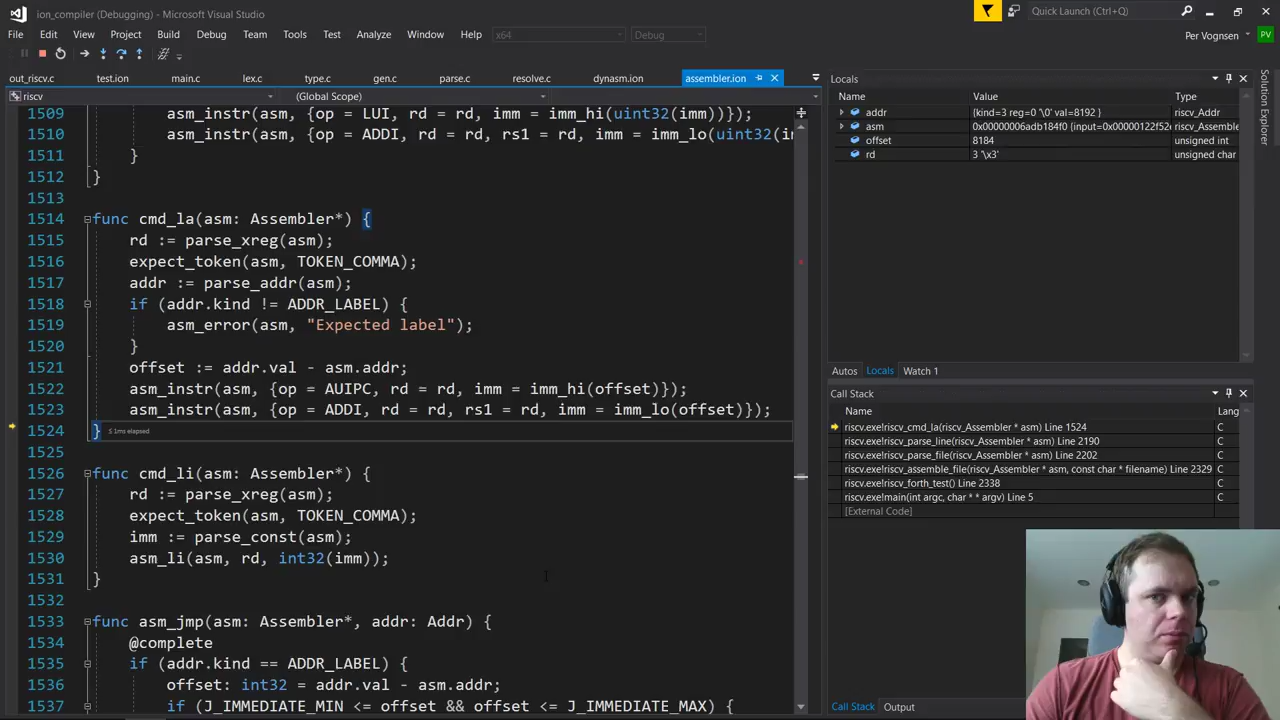 ion_compiler (Debugging) - Microsoft Visual Studio
Quick Launch (Ctrl+Q)
File Edit View Project Build Debug Team Tools Test Analyze Window Help x64 Debug
Per Vognsen PV
out_riscv.c test.ion main.c lex.c type.c gen.c parse.c resolve.c dynasm.ion assembler.ion
riscv (Global Scope)
1509 asm_instr(asm, {op = LUI, rd = rd, imm = imm_hi(uint32(imm))});
1510 asm_instr(asm, {op = ADDI, rd = rd, rs1 = rd, imm = imm_lo(uint32(i
1511 }
1512 }
1513
1514 func cmd_la(asm: Assembler*) {
1515 rd := parse_xreg(asm);
1516 expect_token(asm, TOKEN_COMMA);
1517 addr := parse_addr(asm);
1518 if (addr.kind != ADDR_LABEL) {
1519 asm_error(asm, "Expected label");
1520 }
1521 offset := addr.val - asm.addr;
1522 asm_instr(asm, {op = AUIPC, rd = rd, imm = imm_hi(offset)});
1523 asm_instr(asm, {op = ADDI, rd = rd, rs1 = rd, imm = imm_lo(offset)});
1524 } ≤ 1ms elapsed
1525
1526 func cmd_li(asm: Assembler*) {
1527 rd := parse_xreg(asm);
1528 expect_token(asm, TOKEN_COMMA);
1529 imm := parse_const(asm);
1530 asm_li(asm, rd, int32(imm));
1531 }
1532
1533 func asm_jmp(asm: Assembler*, addr: Addr) {
1534 @complete
1535 if (addr.kind == ADDR_LABEL) {
1536 offset: int32 = addr.val - asm.addr;
1537 if (J_IMMEDIATE_MIN <= offset && offset <= J_IMMEDIATE_MAX) {
Locals
Name Value Type
addr {kind=3 reg=0 '\0' val=8192 } riscv_Addr
asm 0x00000006adb184f0 {input=0x00000122f52e riscv_Assemble
offset 8184 unsigned int
rd 3 '\x3' unsigned char
Autos Locals Watch 1
Call Stack
Name Lang
riscv.exe!riscv_cmd_la(riscv_Assembler * asm) Line 1524 C
riscv.exe!riscv_parse_line(riscv_Assembler * asm) Line 2190 C
riscv.exe!riscv_parse_file(riscv_Assembler * asm) Line 2202 C
riscv.exe!riscv_assemble_file(riscv_Assembler * asm, const char * filename) Line 2329 C
riscv.exe!riscv_forth_test() Line 2338 C
riscv.exe!main(int argc, char * * argv) Line 5 C
[External Code]
Call Stack Output
Solution Explorer